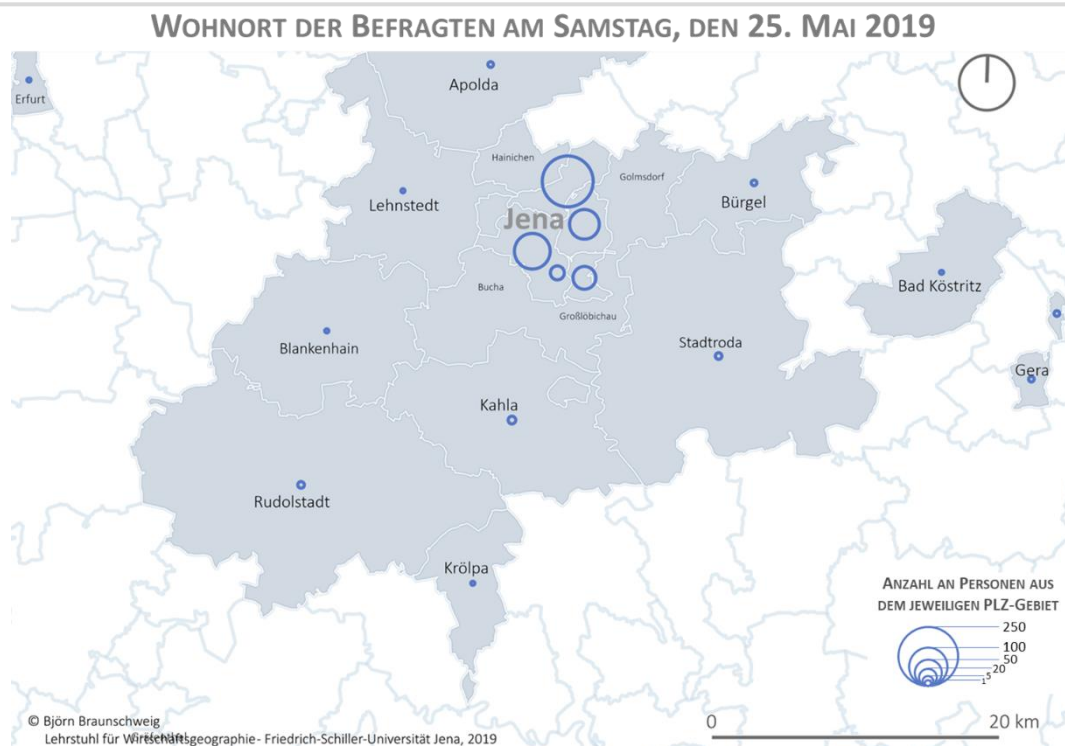 WOHNORT DER BEFRAGTEN AM SAMSTAG, DEN 25. MAI 2019
Apolda
Erfurt
Hainichen
Golmsdorf
Lehnstedt
Bürgel
Jena
Bad Köstritz
Bucha
Großlöbichau
Blankenhain
Stadtroda
Gera
Kahla
Rudolstadt
Krölpa
ANZAHL AN PERSONEN AUS
DEM JEWEILIGEN PLZ-GEBIET
250
100
50
20
5
1
© Björn Braunschweig
Lehrstuhl für Wirtschaftsgeographie- Friedrich-Schiller-Universität Jena, 2019
0 20 km